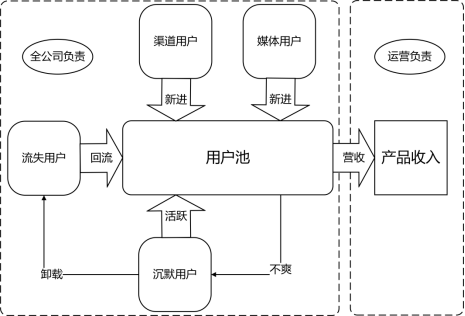 全公司负责
渠道用户
媒体用户
运营负责
新进
新进
流失用户
回流
用户池
营收
产品收入
活跃
卸载
沉默用户
不爽